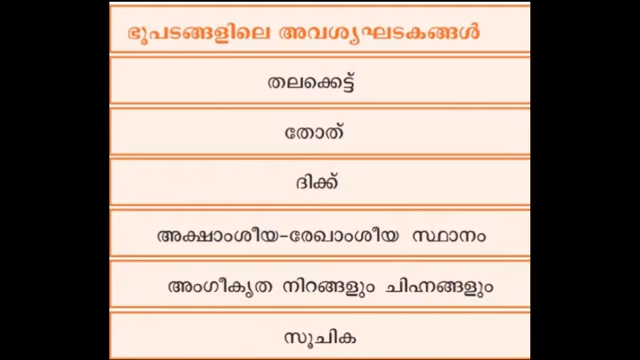 ഭൂപടങ്ങളിലെ അവശ്യഘടകങ്ങൾ
തലക്കെട്ട്
തോത്
ദിക്ക്
അക്ഷാംശീയ-രേഖാംശീയ സ്ഥാനം
അംഗീകൃത നിറങ്ങളും ചിഹ്നങ്ങളും
സൂചിക